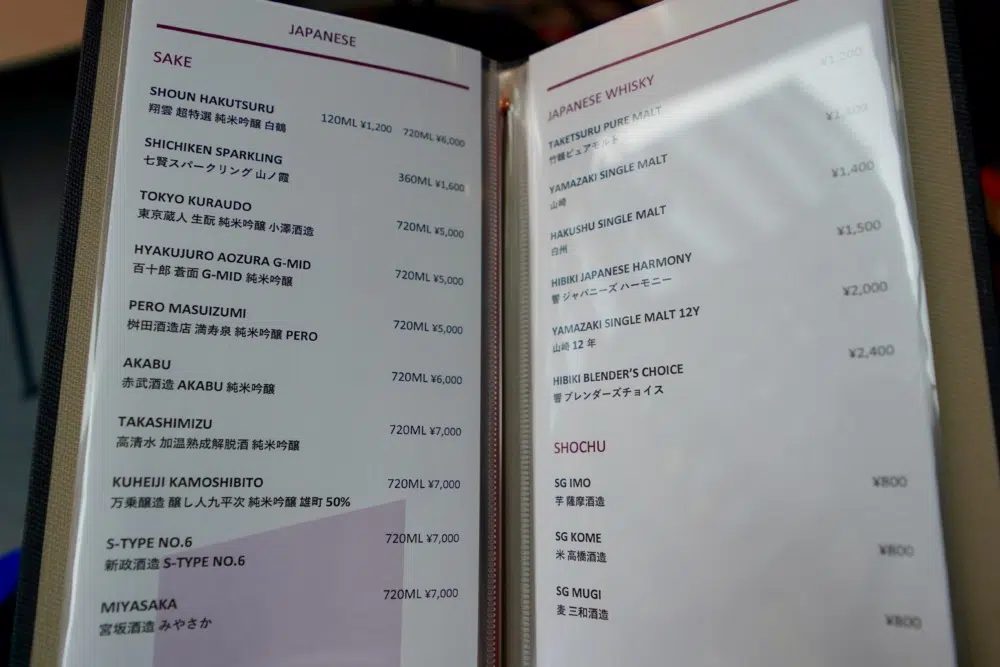 JAPANESE
SAKE
SHOUN HAKUTSURU
翔雲 超特選 純米吟醸 白鶴 120ML ¥1,200 720ML ¥6,000
SHICHIKEN SPARKLING
七賢スパークリング 山ノ霞 360ML ¥1,600
TOKYO KURAUDO
東京蔵人 生酛 純米吟醸 小澤酒造 720ML ¥5,000
HYAKUJURO AOZURA G-MID
百十郎 蒼面 G-MID 純米吟醸 720ML ¥5,000
PERO MASUIZUMI
桝田酒造店 満寿泉 純米吟醸 PERO 720ML ¥5,000
AKABU
赤武酒造 AKABU 純米吟醸 720ML ¥6,000
TAKASHIMIZU
高清水 加温熟成解脱酒 純米吟醸 720ML ¥7,000
KUHEIJI KAMOSHIBITO
万乗醸造 醸し人九平次 純米吟醸 雄町 50% 720ML ¥7,000
S-TYPE NO.6
新政酒造 S-TYPE NO.6 720ML ¥7,000
MIYASAKA
宮坂酒造 みやさか 720ML ¥7,000
JAPANESE WHISKY
TAKETSURU PURE MALT ¥1,200
竹鶴ピュアモルト
YAMAZAKI SINGLE MALT ¥1,400
山崎
HAKUSHU SINGLE MALT ¥1,400
白州
HIBIKI JAPANESE HARMONY ¥1,500
響 ジャパニーズ ハーモニー
YAMAZAKI SINGLE MALT 12Y ¥2,000
山崎 12 年
HIBIKI BLENDER'S CHOICE ¥2,400
響 ブレンダーズチョイス
SHOCHU
SG IMO ¥800
芋 薩摩酒造
SG KOME ¥800
米 高橋酒造
SG MUGI ¥800
麦 三和酒造